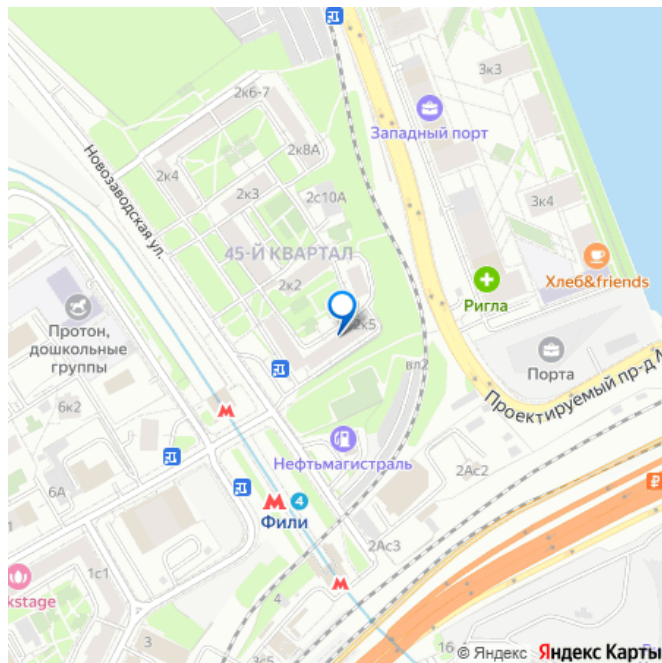 3к3
2к6-7
Западный порт
2к8А
Новозаводская ул.
2к4
2к3
2с10А
3к4
45-Й КВАРТАЛ
Хлеб&friends
2к2
Ригла
Протон,
дошкольные
группы
2к5
вл2
Порта
Проектируемый пр-д
6к2
Нефтьмагистраль
2Ас2
6А
4
Фили
2Ас3
1с1
kstage
4
3
3с5
16
© Яндекс Яндекс Карты